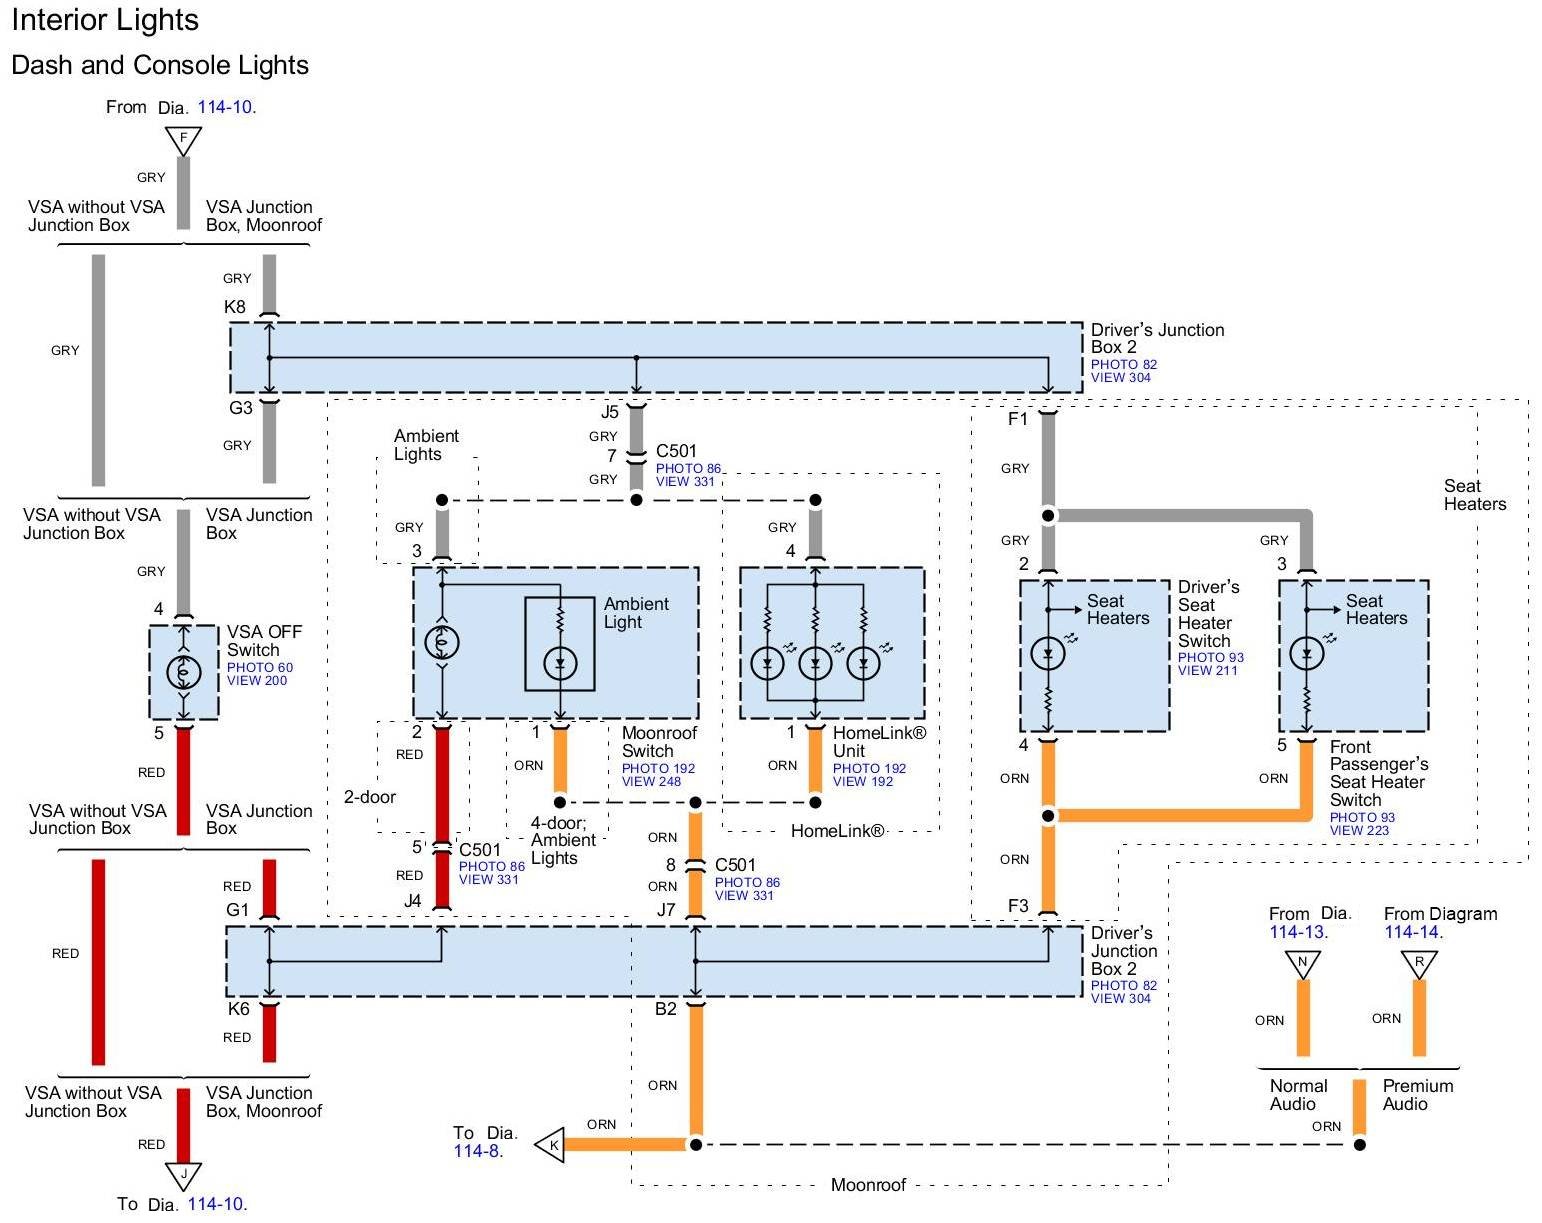 Interior Lights
Dash and Console Lights
From Dia. 114-10.
F
GRY
VSA without VSA
Junction Box
VSA Junction
Box, Moonroof
GRY
K8
GRY
Driver's Junction
Box 2
PHOTO 82
VIEW 304
G3
GRY
J5
GRY
7
C501
PHOTO 86
VIEW 331
GRY
F1
GRY
Ambient
Lights
Seat
Heaters
VSA without VSA
Junction Box
VSA Junction
Box
GRY
4
GRY
3
GRY
4
GRY
2
GRY
3
VSA OFF
Switch
PHOTO 60
VIEW 200
Ambient
Light
Seat
Heaters
Driver's
Seat
Heater
Switch
PHOTO 93
VIEW 211
Seat
Heaters
5
RED
2
RED
1
ORN
Moonroof
Switch
PHOTO 192
VIEW 248
1
ORN
HomeLink®
Unit
PHOTO 192
VIEW 192
4
ORN
5
ORN
Front
Passenger's
Seat Heater
Switch
PHOTO 93
VIEW 223
2-door
VSA without VSA
Junction Box
VSA Junction
Box
4-door;
Ambient
Lights
HomeLink®
ORN
5
C501
PHOTO 86
VIEW 331
RED
J4
8
C501
PHOTO 86
VIEW 331
ORN
J7
ORN
F3
RED
G1
RED
Driver's
Junction
Box 2
PHOTO 82
VIEW 304
From Dia.
114-13.
N
ORN
From Diagram
114-14.
R
ORN
K6
RED
B2
ORN
VSA without VSA
Junction Box
VSA Junction
Box, Moonroof
Normal
Audio
Premium
Audio
ORN
To Dia.
114-8.
K
ORN
RED
J
To Dia. 114-10.
Moonroof